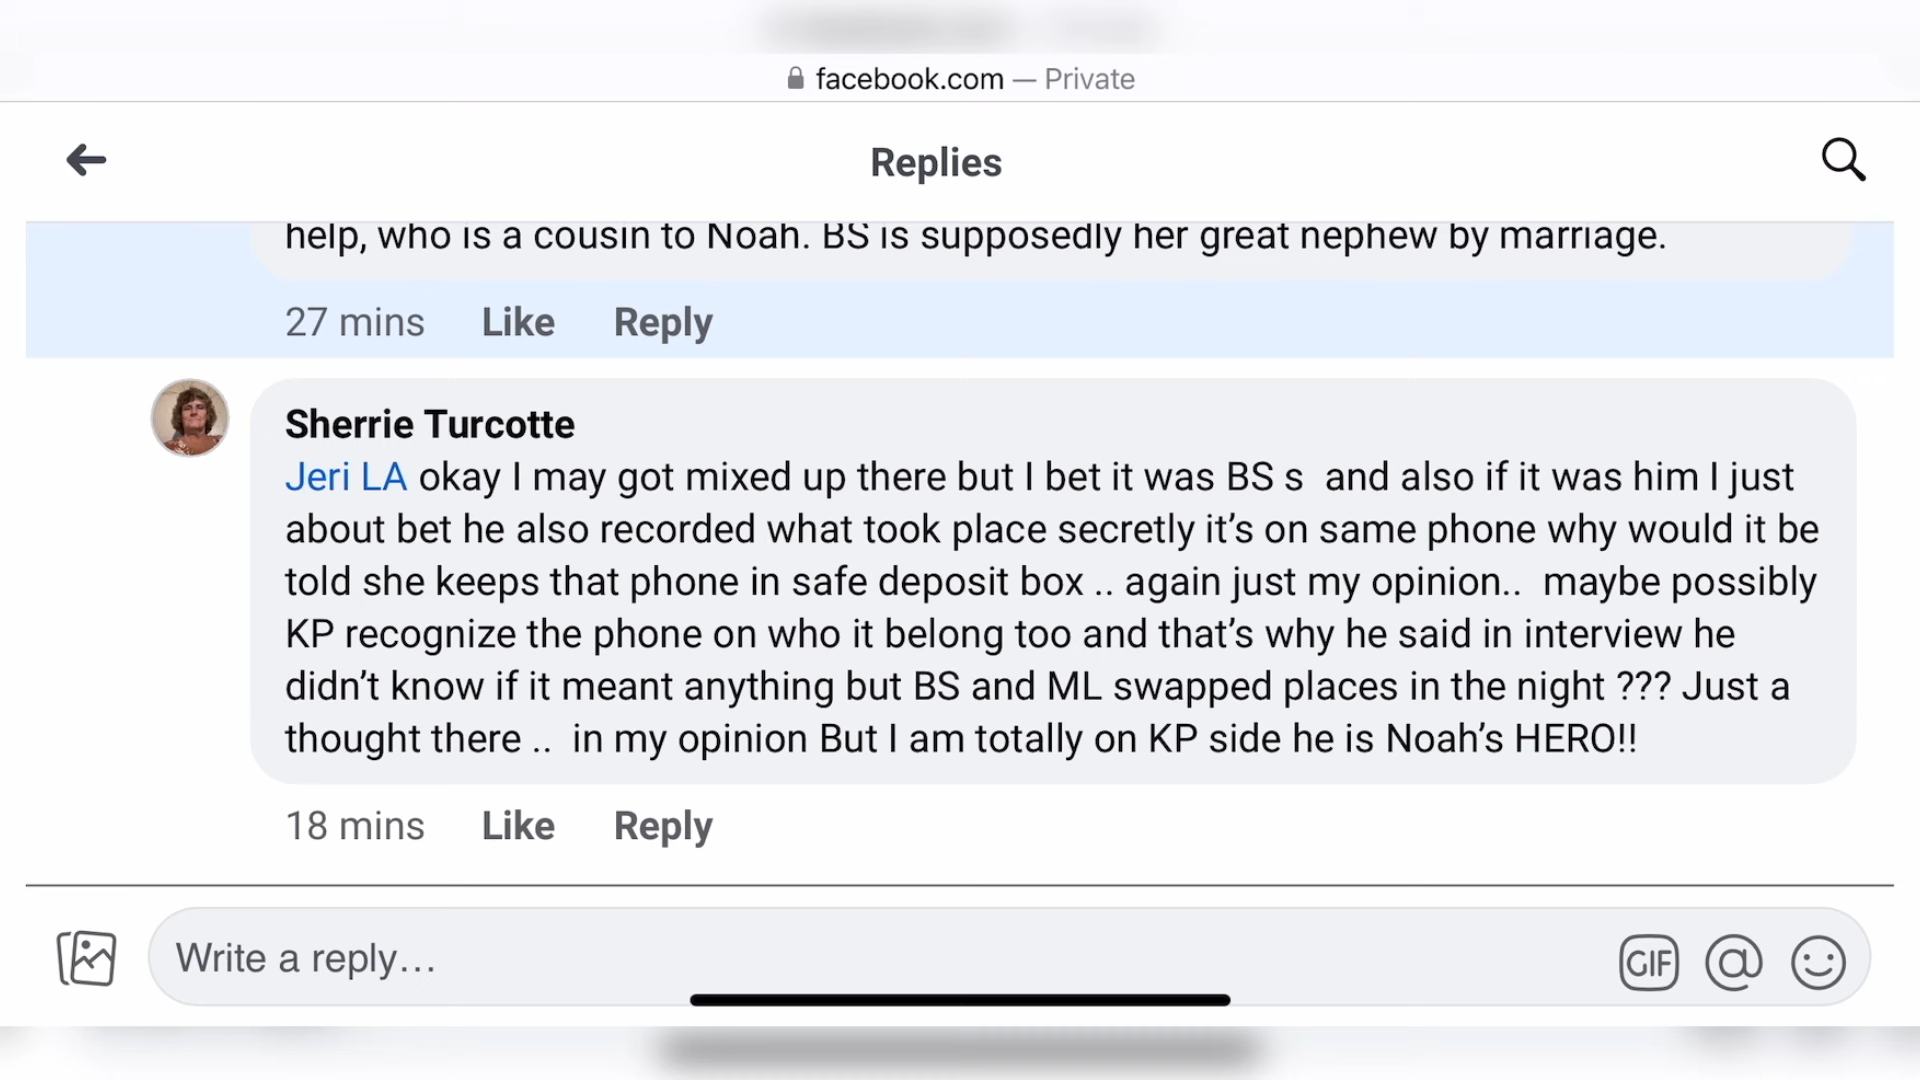 facebook.com — Private
Replies
help, who is a cousin to Noah. BS is supposedly her great nephew by marriage.
27 mins Like Reply
Sherrie Turcotte
Jeri LA okay I may got mixed up there but I bet it was BS s  and also if it was him I just
about bet he also recorded what took place secretly it’s on same phone why would it be
told she keeps that phone in safe deposit box .. again just my opinion..  maybe possibly
KP recognize the phone on who it belong too and that’s why he said in interview he
didn’t know if it meant anything but BS and ML swapped places in the night ??? Just a
thought there ..  in my opinion But I am totally on KP side he is Noah’s HERO!!
18 mins Like Reply
Write a reply…
GIF @